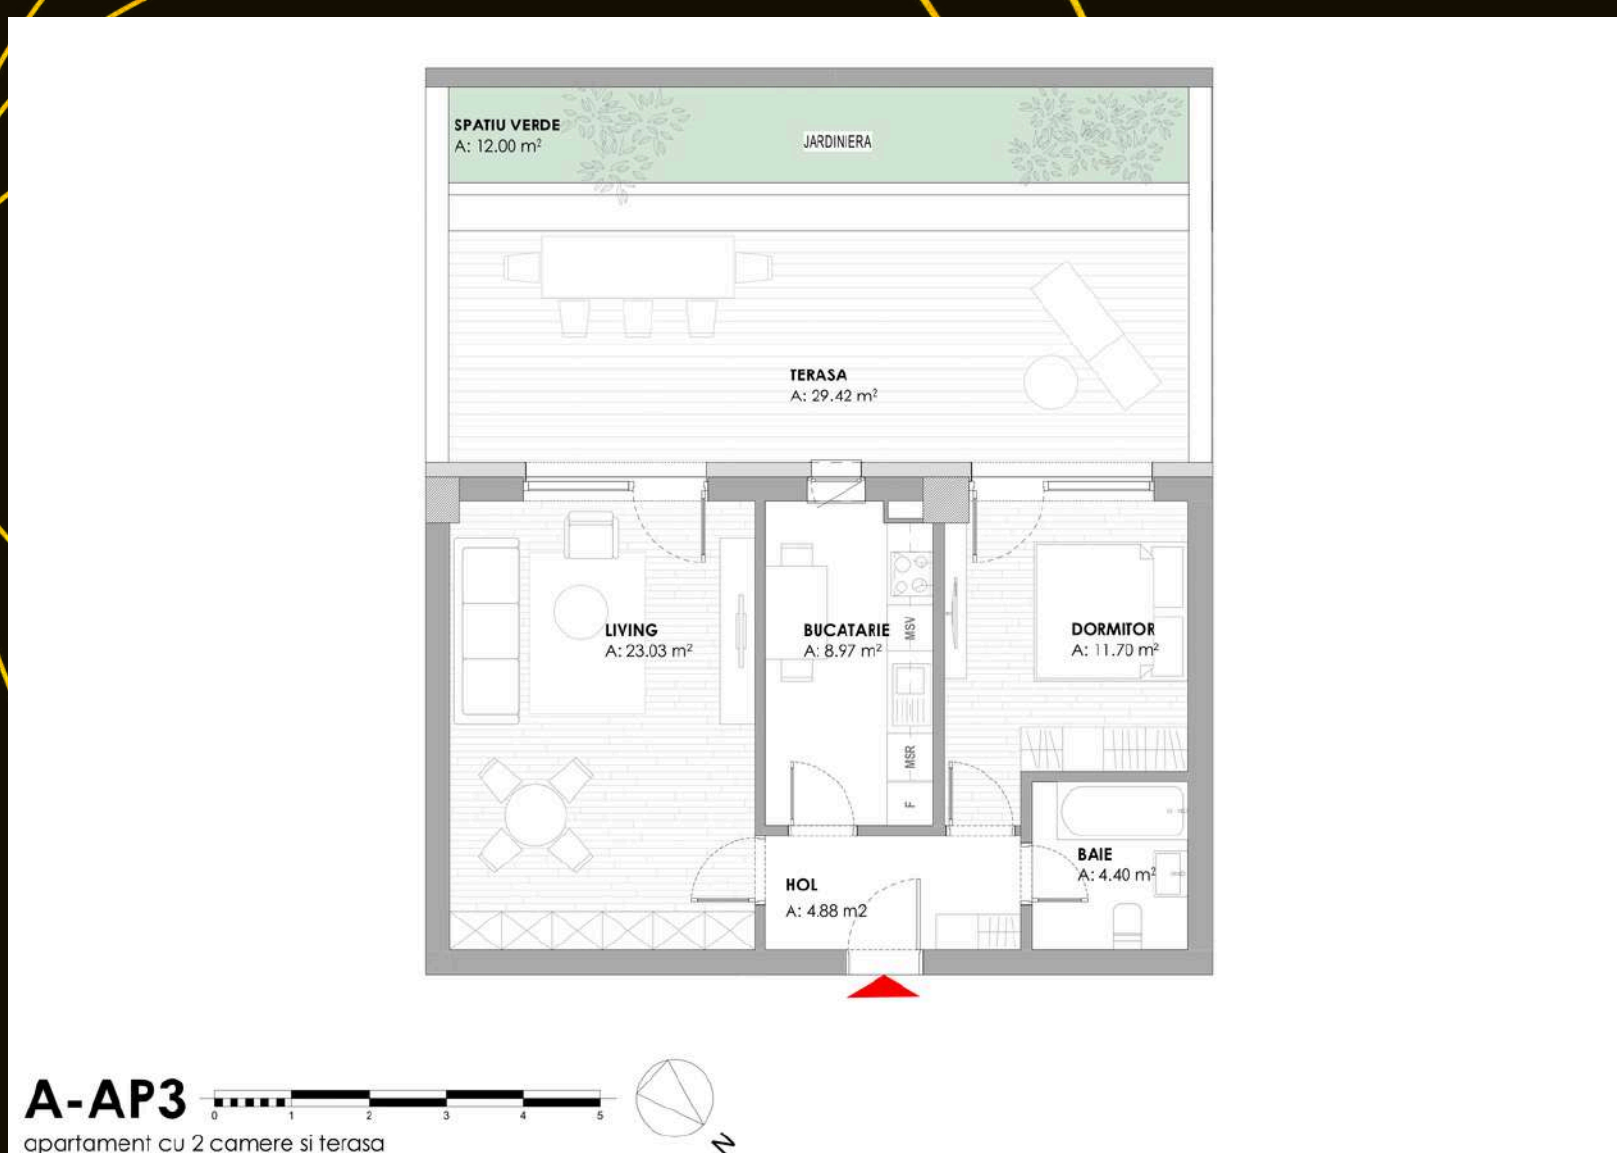 SPATIU VERDE
A: 12.00 m²
JARDINIERA
TERASA
A: 29.42 m²
LIVING
A: 23.03 m²
BUCATARIE
A: 8.97 m²
MSV
MSR
F
DORMITOR
A: 11.70 m²
BAIE
A: 4.40 m²
HOL
A: 4.88 m2
A-AP3
0 1 2 3 4 5
N
apartament cu 2 camere si terasa